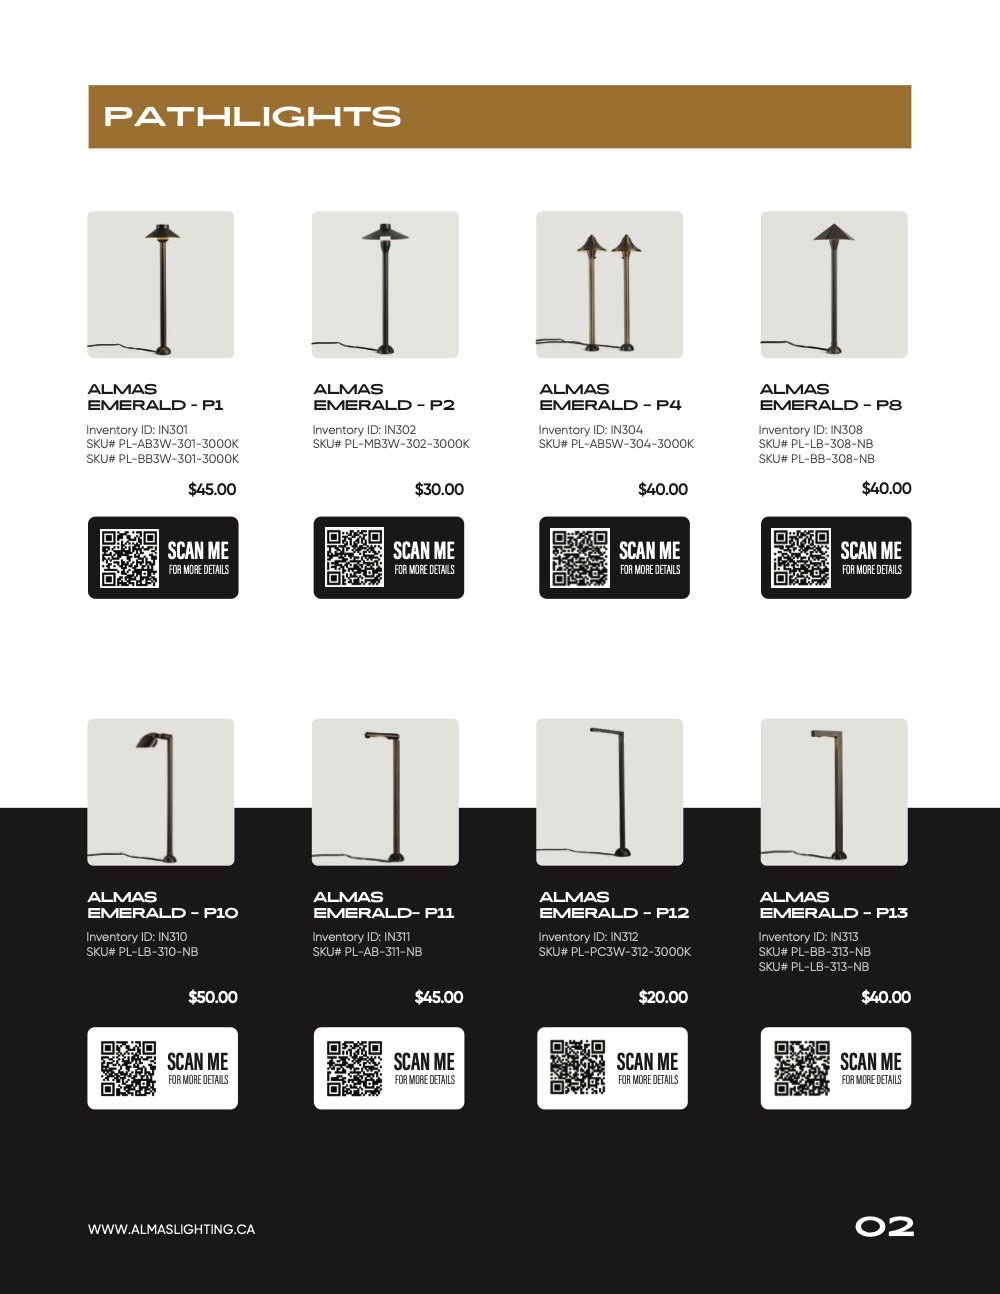 PATHLIGHTS
ALMAS
EMERALD - P1
Inventory ID: IN301
SKU# PL-AB3W-301-3000K
SKU# PL-BB3W-301-3000K
$45.00
SCAN ME
FOR MORE DETAILS
ALMAS
EMERALD - P2
Inventory ID: IN302
SKU# PL-MB3W-302-3000K
$30.00
SCAN ME
FOR MORE DETAILS
ALMAS
EMERALD - P4
Inventory ID: IN304
SKU# PL-AB5W-304-3000K
$40.00
SCAN ME
FOR MORE DETAILS
ALMAS
EMERALD - P8
Inventory ID: IN308
SKU# PL-LB-308-NB
SKU# PL-BB-308-NB
$40.00
SCAN ME
FOR MORE DETAILS
ALMAS
EMERALD - P10
Inventory ID: IN310
SKU# PL-LB-310-NB
$50.00
SCAN ME
FOR MORE DETAILS
ALMAS
EMERALD- P11
Inventory ID: IN311
SKU# PL-AB-311-NB
$45.00
SCAN ME
FOR MORE DETAILS
ALMAS
EMERALD - P12
Inventory ID: IN312
SKU# PL-PC3W-312-3000K
$20.00
SCAN ME
FOR MORE DETAILS
ALMAS
EMERALD - P13
Inventory ID: IN313
SKU# PL-BB-313-NB
SKU# PL-LB-313-NB
$40.00
SCAN ME
FOR MORE DETAILS
WWW.ALMASLIGHTING.CA
02